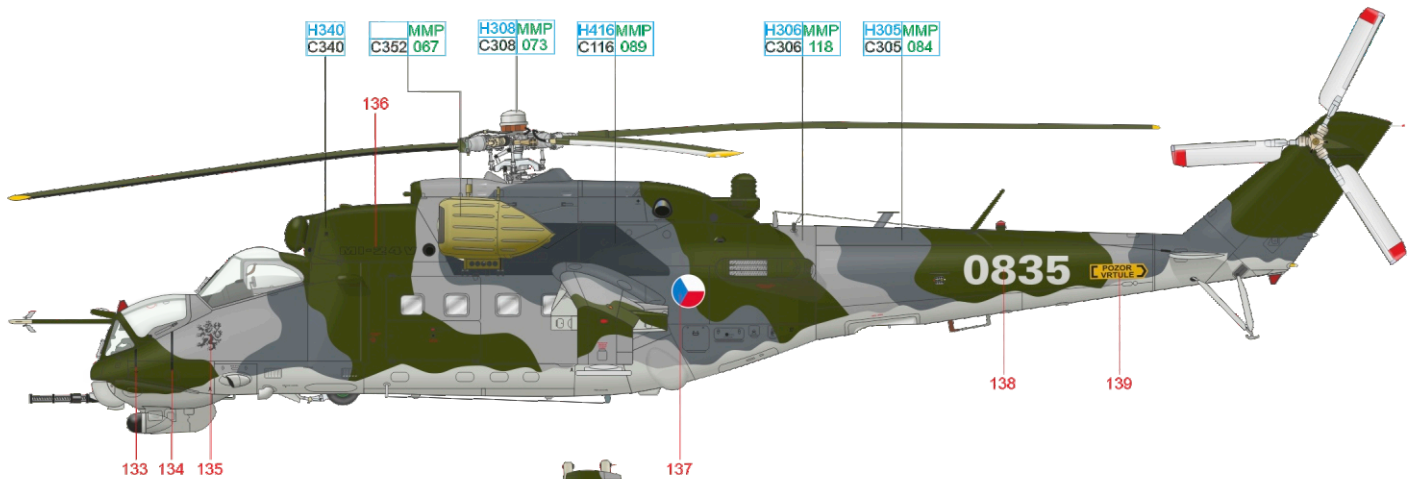 H340
C340
MMP
C352 067
H308 MMP
C308 073
H416 MMP
C116 089
H306 MMP
C306 118
H305 MMP
C305 084
136
0835
POZOR
VRTULE
138
139
133
134
135
137